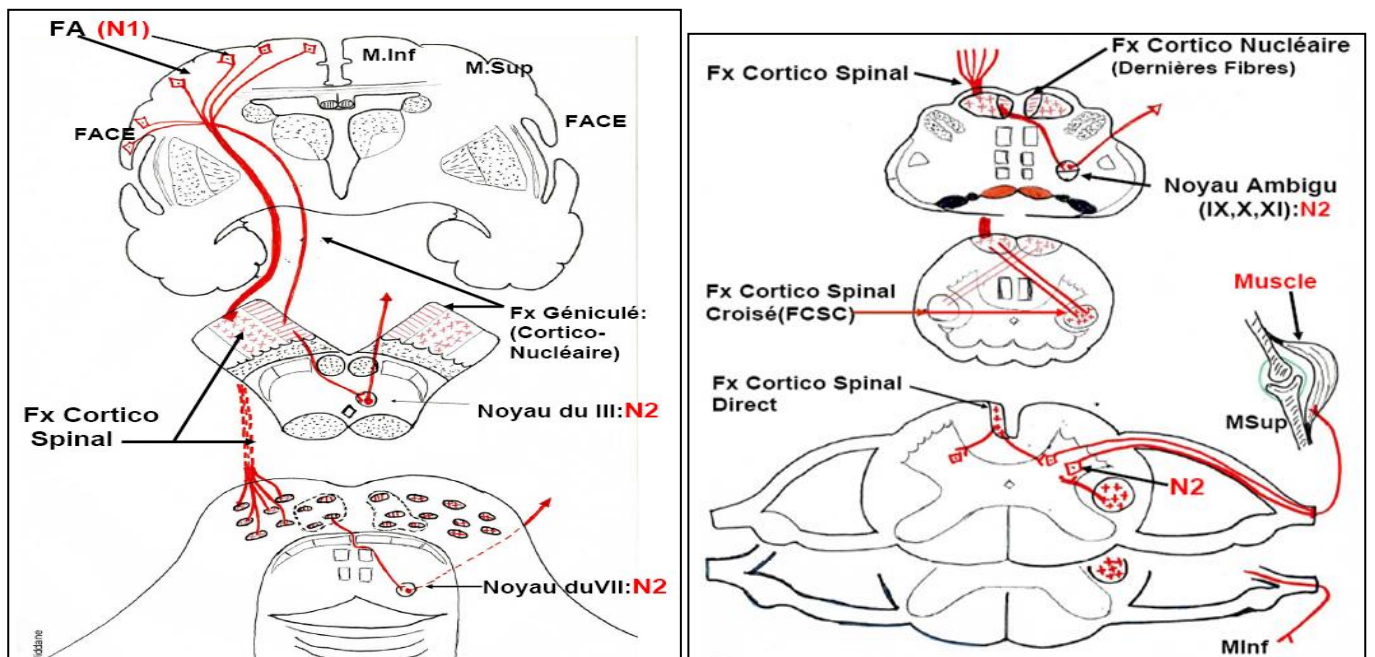 FA (N1)
M.Inf
M.Sup
FACE
FACE
Fx Géniculé:
(Cortico-
Nucléaire)
Noyau du III:N2
Fx Cortico
Spinal
Noyau duVII:N2
iddane
Fx Cortico Spinal
Fx Cortico Nucléaire
(Dernières Fibres)
Noyau Ambigu
(IX,X,XI):N2
Fx Cortico Spinal
Croisé(FCSC)
Muscle
Fx Cortico Spinal
Direct
MSup
N2
MInf